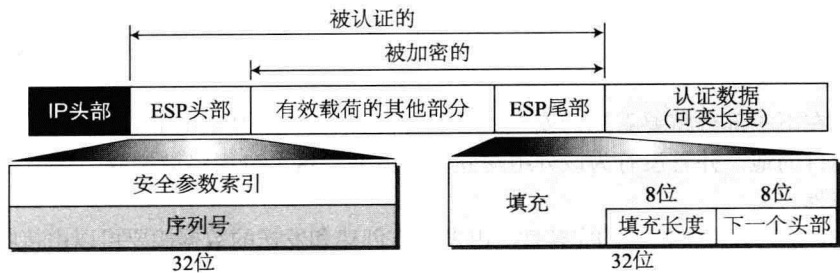 被认证的
被加密的
IP头部 ESP头部 有效载荷的其他部分 ESP尾部 认证数据
(可变长度)
安全参数索引
序列号
32位
填充 8位 8位
填充长度 下一个头部
32位